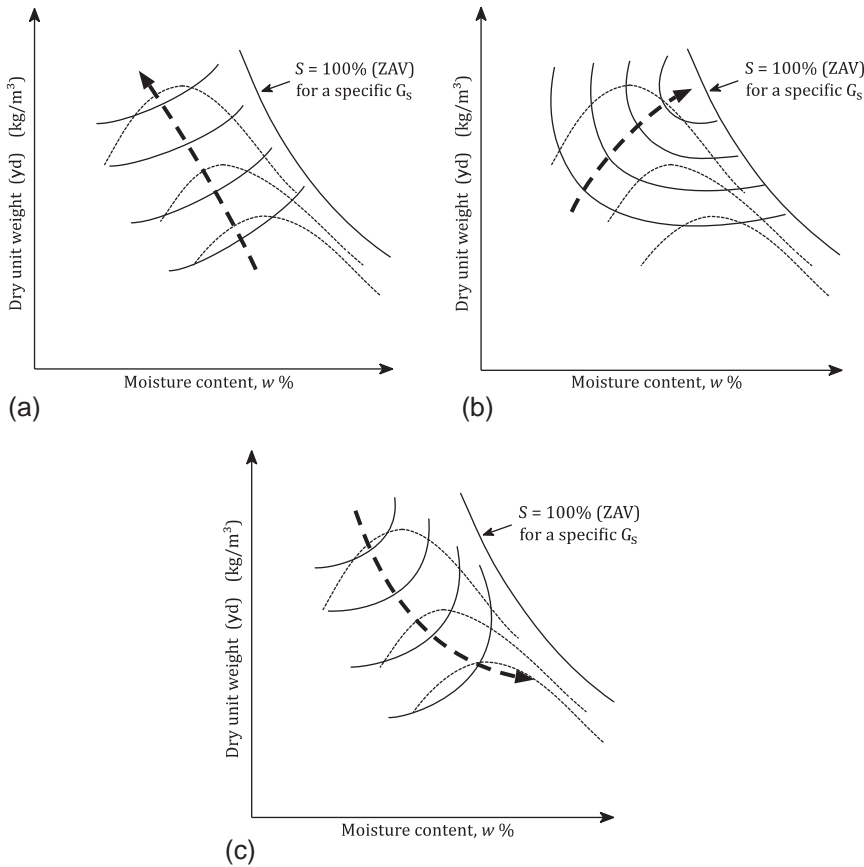 S = 100% (ZAV)
for a specific Gs
Dry unit weight (γd) (kg/m³)
Moisture content, w %
(a)
S = 100% (ZAV)
for a specific Gs
Dry unit weight (γd) (kg/m³)
Moisture content, w %
(b)
S = 100% (ZAV)
for a specific Gs
Dry unit weight (γd) (kg/m³)
Moisture content, w %
(c)